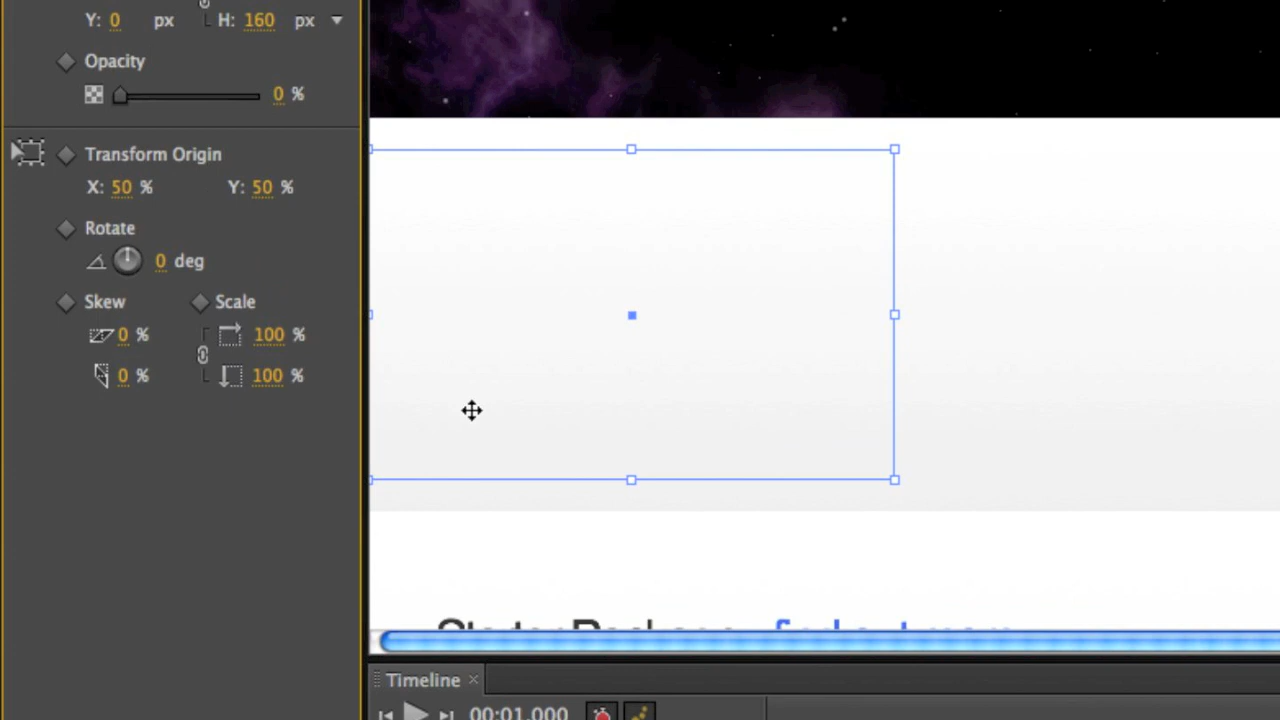 Y: 0 px H: 160 px
Opacity
0 %
Transform Origin
X: 50 % Y: 50 %
Rotate
0 deg
Skew Scale
0 % 100 %
0 % 100 %
Timeline
00:01.000